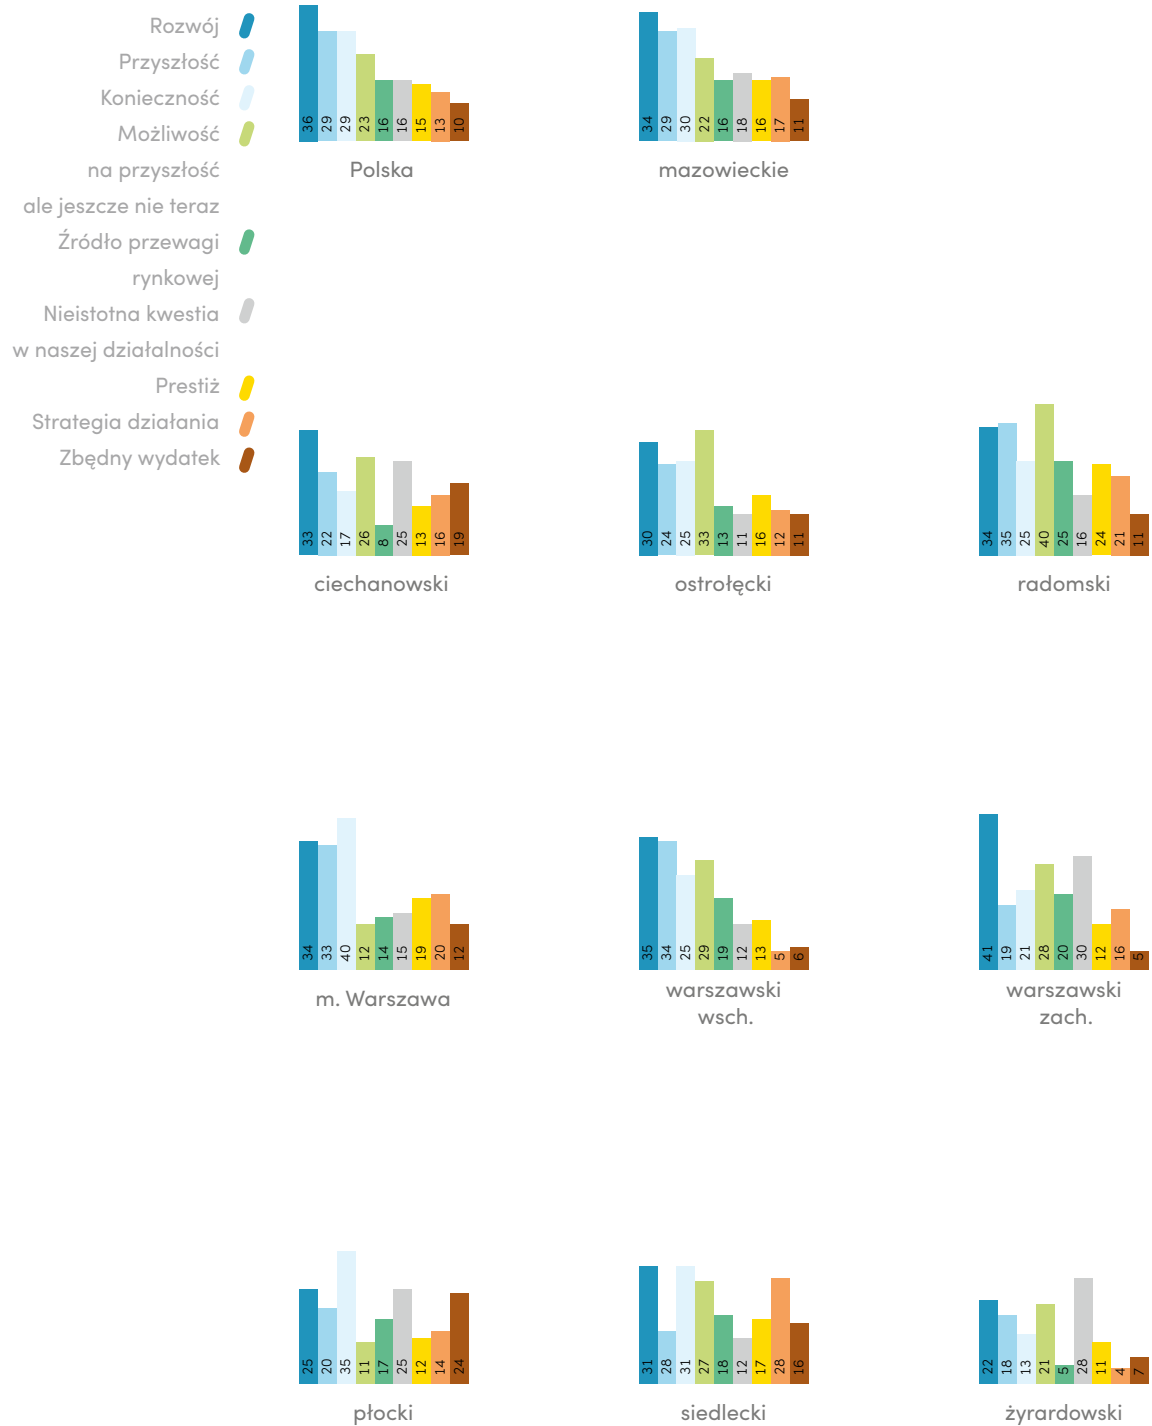 Rozwój
Przyszłość
Konieczność
Możliwość
na przyszłość
ale jeszcze nie teraz
Źródło przewagi
rynkowej
Nieistotna kwestia
w naszej działalności
Prestiż
Strategia działania
Zbędny wydatek
36 29 29 23 16 16 15 13 10
Polska
34 29 30 22 16 18 16 17 11
mazowieckie
33 22 17 26 8 25 13 16 19
ciechanowski
30 24 25 33 13 11 16 12 11
ostrołęcki
34 35 25 40 25 16 24 21 11
radomski
34 33 40 12 14 15 19 20 12
m. Warszawa
35 34 25 29 19 12 13 5 6
warszawski
wsch.
41 19 21 28 20 30 12 16 5
warszawski
zach.
25 20 35 11 17 25 12 14 24
płocki
31 28 31 27 18 12 17 28 16
siedlecki
22 18 13 21 5 28 11 4 7
żyrardowski